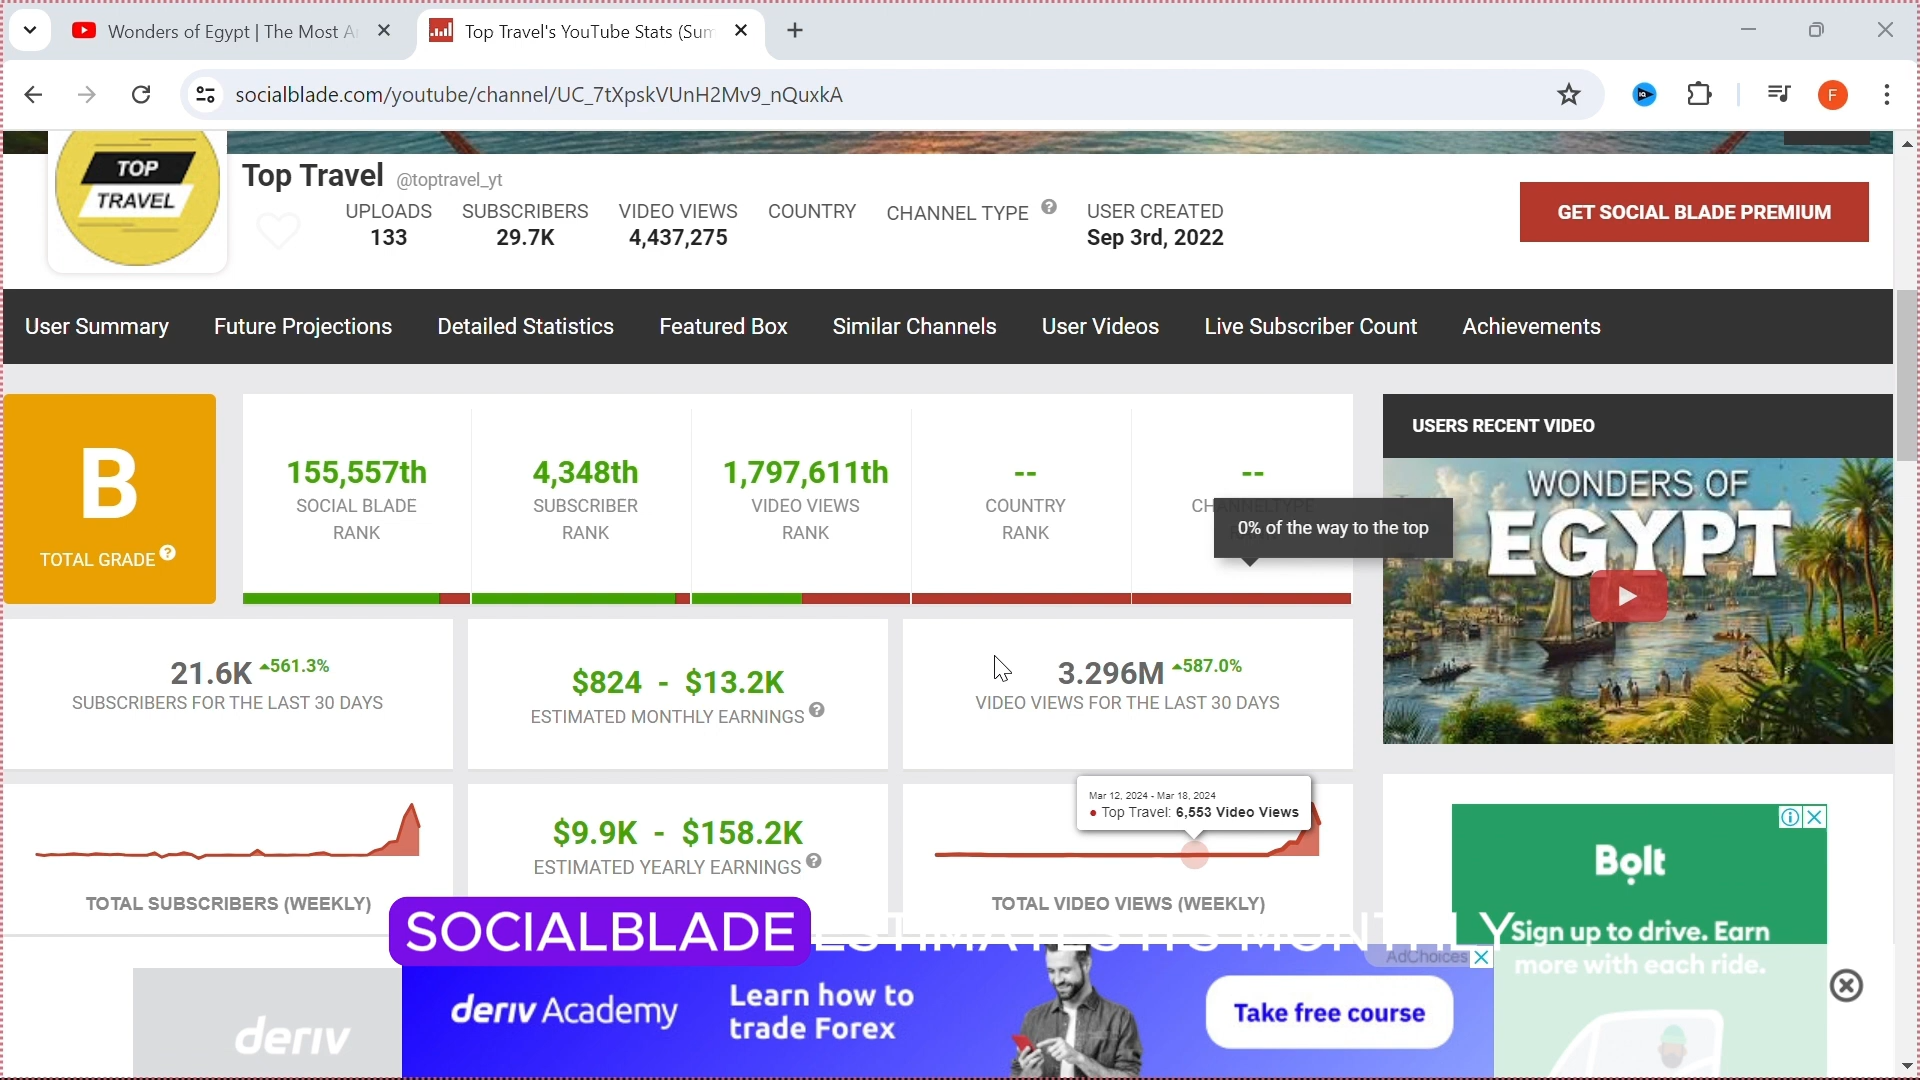 Wonders of Egypt | The Most A
Top Travel's YouTube Stats (Sum
socialblade.com/youtube/channel/UC_7tXpskVUnH2Mv9_nQuxkA
F
TOP
TRAVEL
Top Travel @toptravel_yt
UPLOADS SUBSCRIBERS VIDEO VIEWS COUNTRY CHANNEL TYPE ? USER CREATED
133 29.7K 4,437,275 Sep 3rd, 2022
GET SOCIAL BLADE PREMIUM
User Summary Future Projections Detailed Statistics Featured Box Similar Channels User Videos Live Subscriber Count Achievements
B
TOTAL GRADE ?
155,557th
SOCIAL BLADE
RANK
4,348th
SUBSCRIBER
RANK
1,797,611th
VIDEO VIEWS
RANK
--
COUNTRY
RANK
--
CHANNELTYPE
0% of the way to the top
USERS RECENT VIDEO
WONDERS OF
EGYPT
21.6K 561.3%
SUBSCRIBERS FOR THE LAST 30 DAYS
$824 - $13.2K
ESTIMATED MONTHLY EARNINGS ?
3.296M 587.0%
VIDEO VIEWS FOR THE LAST 30 DAYS
TOTAL SUBSCRIBERS (WEEKLY)
$9.9K - $158.2K
ESTIMATED YEARLY EARNINGS ?
Mar 12, 2024 - Mar 18, 2024
Top Travel: 6,553 Video Views
TOTAL VIDEO VIEWS (WEEKLY)
SOCIALBLADE ESTIMATES ITS MONTHLY
Bolt
Sign up to drive. Earn
more with each ride.
AdChoices
deriv
deriv Academy
Learn how to
trade Forex
Take free course